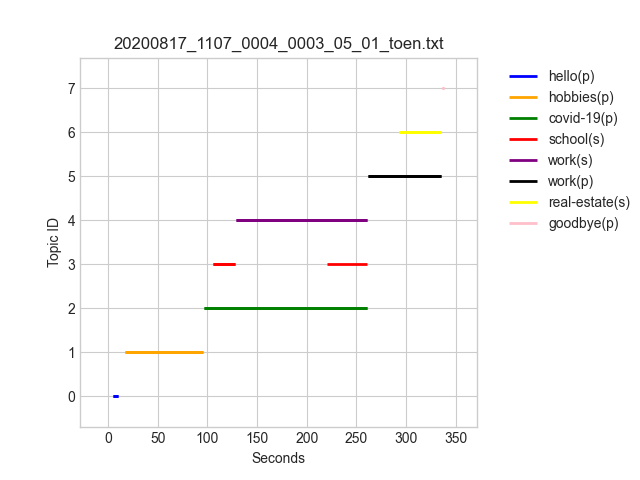 20200817_1107_0004_0003_05_01_toen.txt
7
6
5
4
3
2
1
0
Topic ID
0 50 100 150 200 250 300 350
Seconds
hello(p)
hobbies(p)
covid-19(p)
school(s)
work(s)
work(p)
real-estate(s)
goodbye(p)